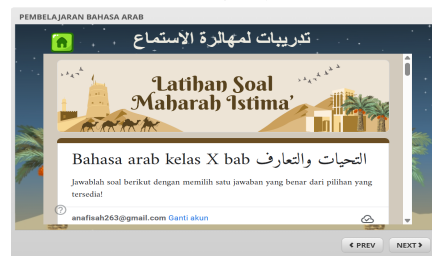 PEMBELAJARAN BAHASA ARAB
تدريبات لمهالرة الاستماع
Latihan Soal
Maharah Istima'
Bahasa arab kelas X bab التحيات والتعارف
Jawablah soal berikut dengan memilih satu jawaban yang benar dari pilihan yang
tersedia!
anafisah263@gmail.com Ganti akun
PREV NEXT